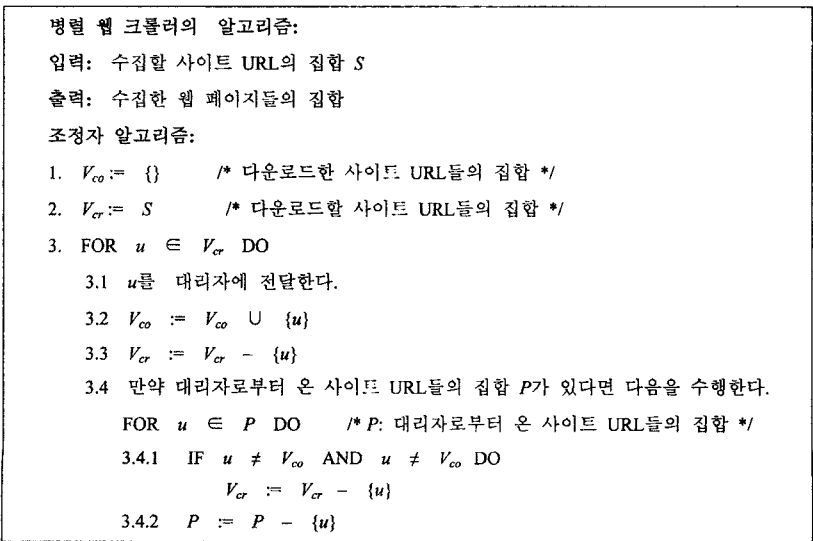 병렬 웹 크롤러의 알고리즘:
입력: 수집할 사이트 URL의 집합 S
출력: 수집한 웹 페이지들의 집합
조정자 알고리즘:
1. V_co := {} /* 다운로드한 사이트 URL들의 집합 */
2. V_cr := S /* 다운로드할 사이트 URL들의 집합 */
3. FOR u ∈ V_cr DO
3.1 u를 대리자에 전달한다.
3.2 V_co := V_co ∪ {u}
3.3 V_cr := V_cr - {u}
3.4 만약 대리자로부터 온 사이트 URL들의 집합 P가 있다면 다음을 수행한다.
FOR u ∈ P DO /* P: 대리자로부터 온 사이트 URL들의 집합 */
3.4.1 IF u ≠ V_co AND u ≠ V_co DO
V_cr := V_cr - {u}
3.4.2 P := P - {u}